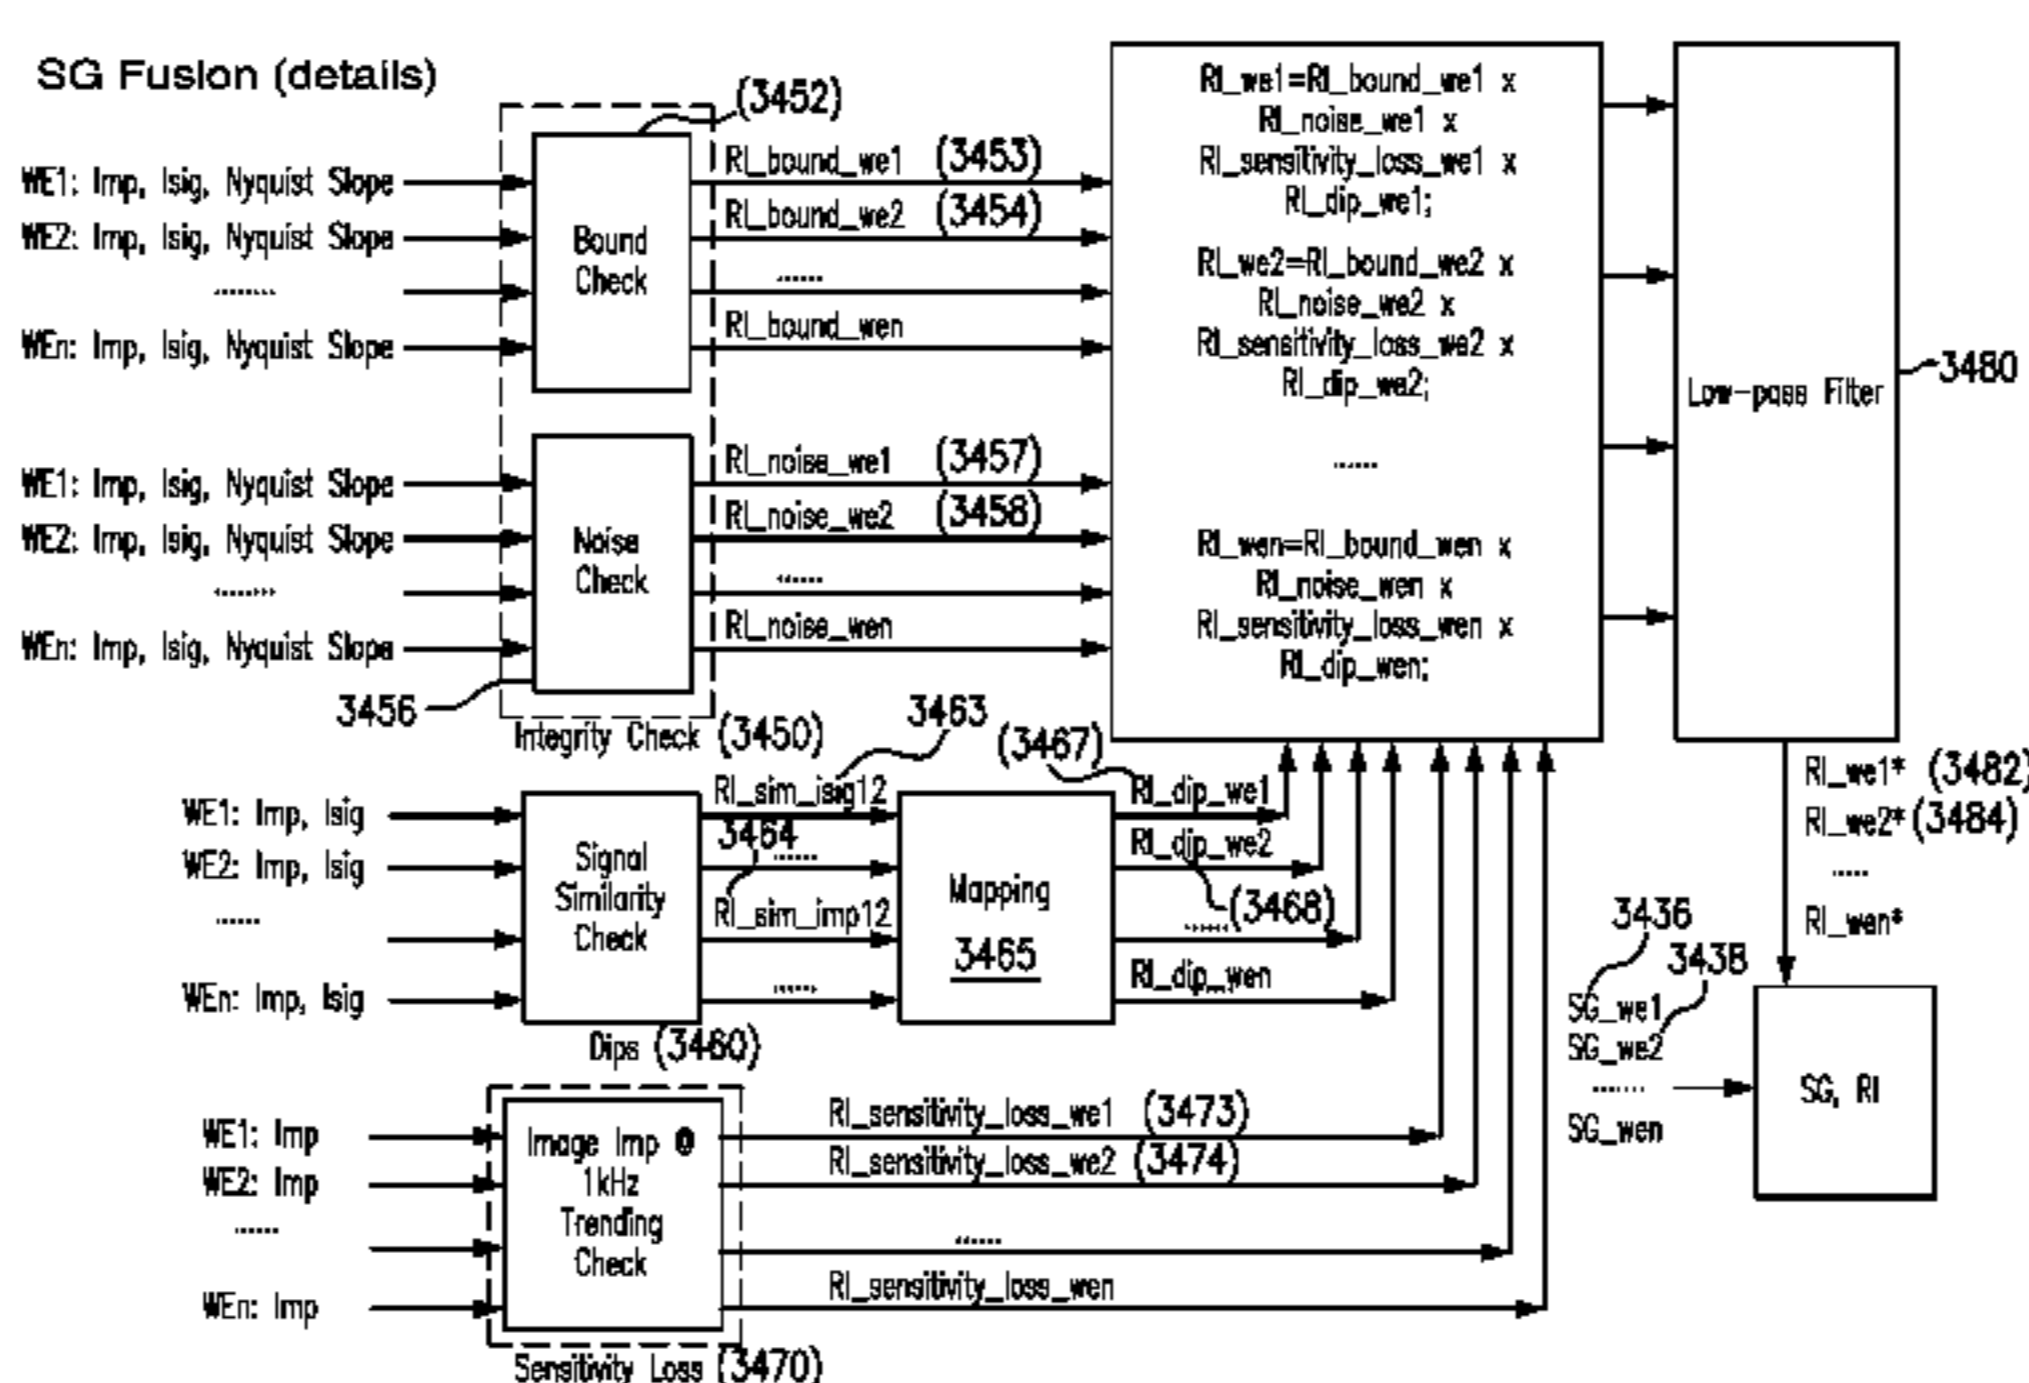 SG Fusion (details)
(3452)
WE1: Imp, Isig, Nyquist Slope
WE2: Imp, Isig, Nyquist Slope
........
WEn: Imp, Isig, Nyquist Slope
Bound
Check
RI_bound_we1 (3453)
RI_bound_we2 (3454)
......
RI_bound_wen
WE1: Imp, Isig, Nyquist Slope
WE2: Imp, Isig, Nyquist Slope
........
WEn: Imp, Isig, Nyquist Slope
3456
Noise
Check
RI_noise_we1 (3457)
RI_noise_we2 (3458)
......
RI_noise_wen
Integrity Check (3450)
RI_we1=RI_bound_we1 x
RI_noise_we1 x
RI_sensitivity_loss_we1 x
RI_dip_we1;
RI_we2=RI_bound_we2 x
RI_noise_we2 x
RI_sensitivity_loss_we2 x
RI_dip_we2;
......
RI_wen=RI_bound_wen x
RI_noise_wen x
RI_sensitivity_loss_wen x
RI_dip_wen;
Low-pass Filter
3480
WE1: Imp, Isig
WE2: Imp, Isig
......
WEn: Imp, Isig
Signal
Similarity
Check
Dips (3460)
3463
RI_sim_isig12
3464
......
RI_sim_imp12
......
Mapping
3465
(3467)
RI_dip_we1
RI_dip_we2
......(3468)
RI_dip_wen
RI_we1* (3482)
RI_we2* (3484)
.....
RI_wen*
3436
3438
SG_we1
SG_we2
.......
SG_wen
SG, RI
WE1: Imp
WE2: Imp
......
WEn: Imp
Image Imp @
1kHz
Trending
Check
Sensitivity Loss (3470)
RI_sensitivity_loss_we1 (3473)
RI_sensitivity_loss_we2 (3474)
......
RI_sensitivity_loss_wen